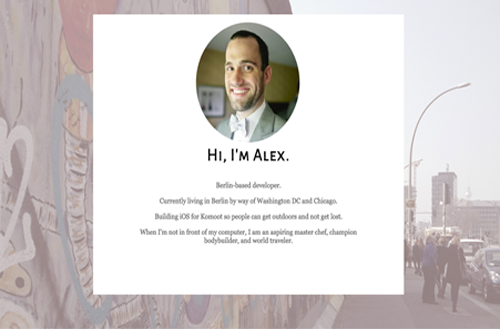 Hi, I'm Alex.
Berlin-based developer.
Currently living in Berlin by way of Washington DC and Chicago.
Building iOS for Komoot so people can get outdoors and not get lost.
When I'm not in front of my computer, I am an aspiring master chef, champion
bodybuilder, and world traveler.